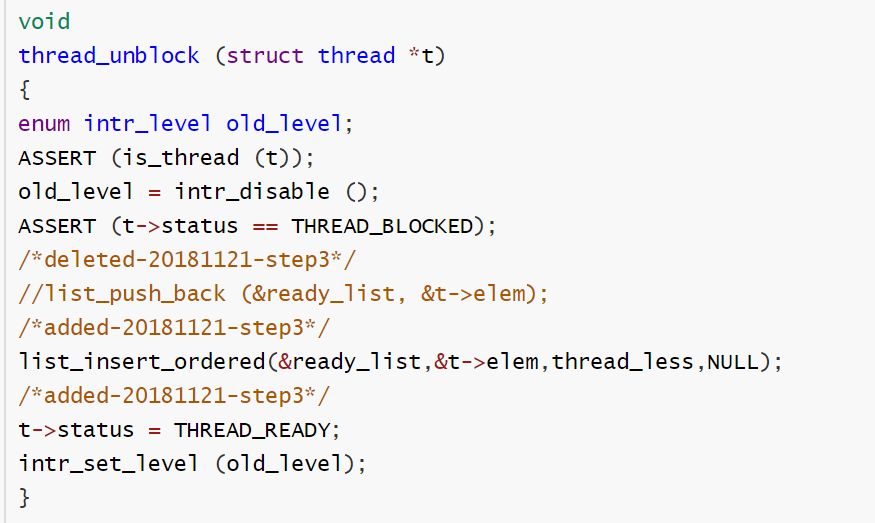 void
thread_unblock (struct thread *t)
{
enum intr_level old_level;
ASSERT (is_thread (t));
old_level = intr_disable ();
ASSERT (t->status == THREAD_BLOCKED);
/*deleted-20181121-step3*/
//list_push_back (&ready_list, &t->elem);
/*added-20181121-step3*/
list_insert_ordered(&ready_list,&t->elem,thread_less,NULL);
/*added-20181121-step3*/
t->status = THREAD_READY;
intr_set_level (old_level);
}